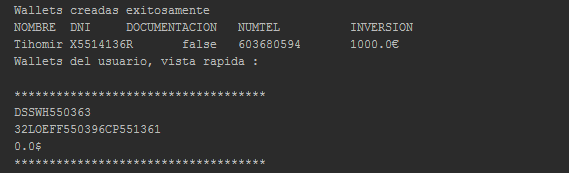 Wallets creadas exitosamente
NOMBRE DNI DOCUMENTACION NUMTEL INVERSION
Tihomir X5514136R false 603680594 1000.0€
Wallets del usuario, vista rapida :
************************************
DSSWH550363
32LOEFF550396CP551361
0.0$
************************************